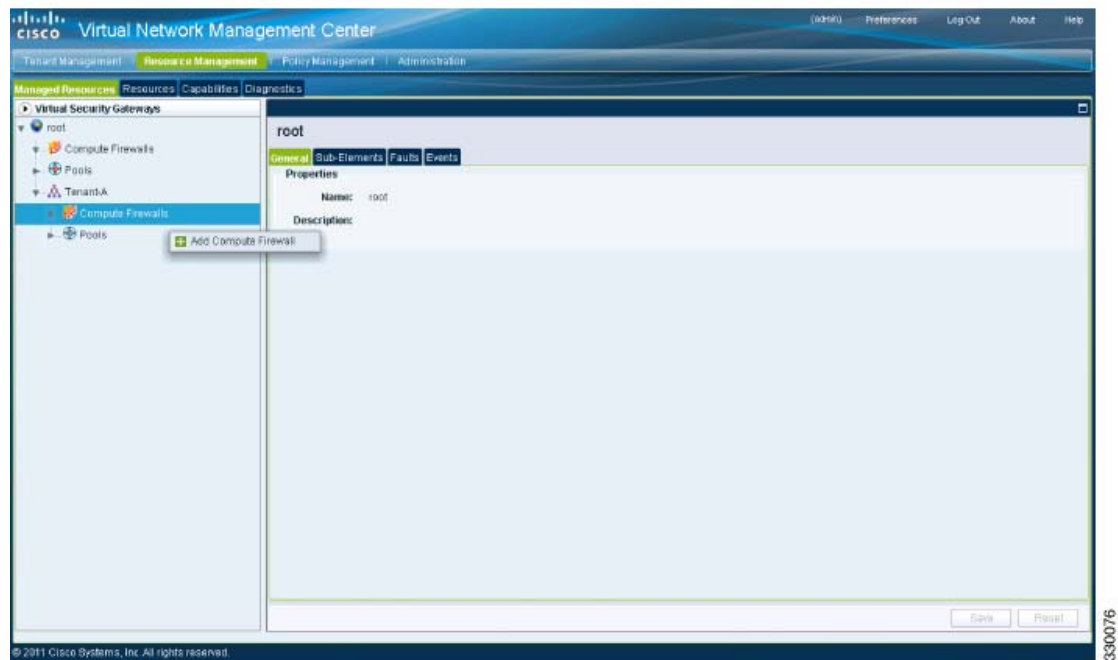 CISCO Virtual Network Management Center
(admin) Preferences Log Out About Help
Tenant Management | Resource Management | Policy Management | Administration
Managed Resources Resources Capabilities Diagnostics
Virtual Security Gateways
root
Compute Firewalls
Pools
Tenant-A
Compute Firewalls
Pools
Add Compute Firewall
root
General Sub-Elements Faults Events
Properties
Name: root
Description:
Save Reset
© 2011 Cisco Systems, Inc. All rights reserved.
330076